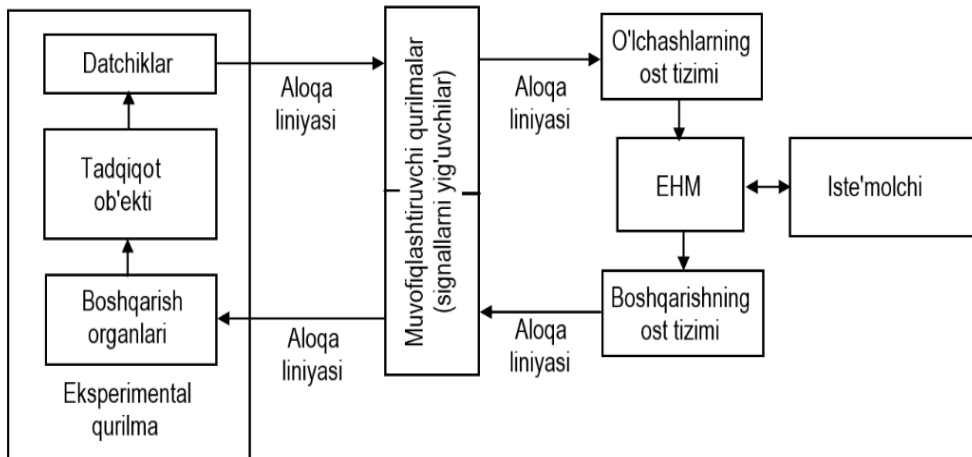 Datchiklar
Tadqiqot
ob'ekti
Boshqarish
organlari
Eksperimental
qurilma
Aloqa
liniyasi
Aloqa
liniyasi
Muvofiqlashtiruvchi qurilmalar
(signallarni yig'uvchilar)
Aloqa
liniyasi
Aloqa
liniyasi
O'lchashlarning
ost tizimi
EHM
Iste'molchi
Boshqarishning
ost tizimi